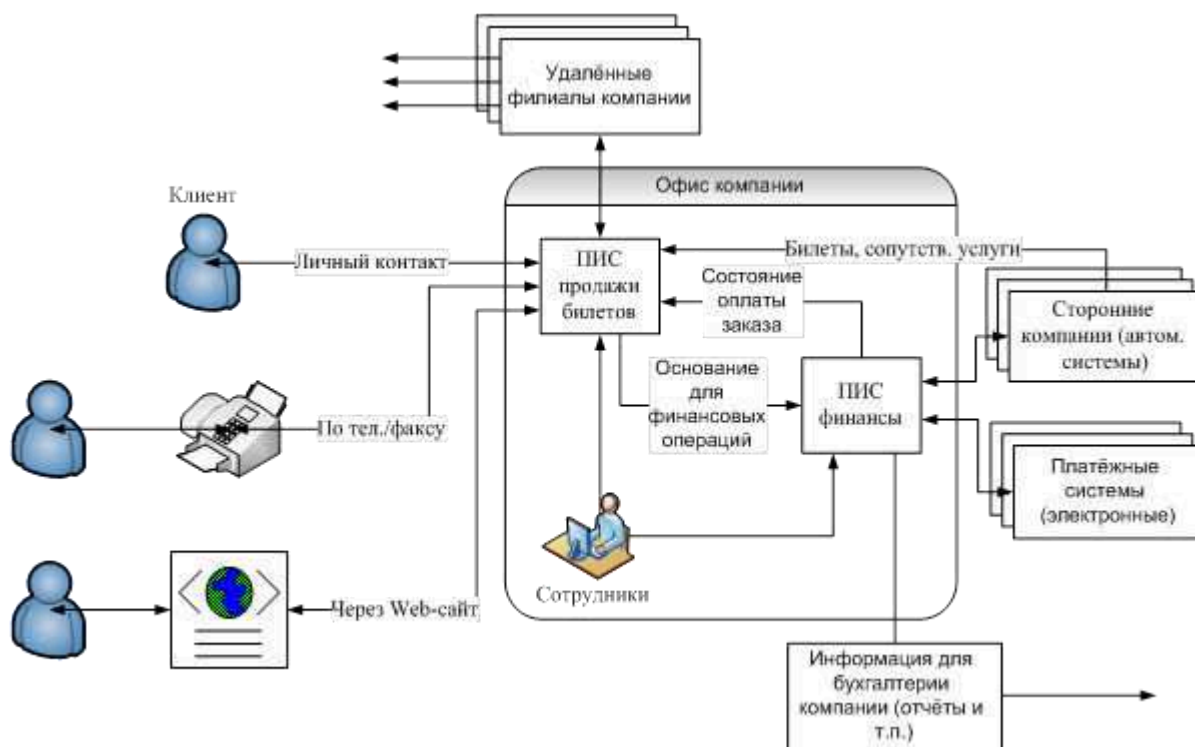 Удалённые
филиалы компании
Офис компании
Клиент
Личный контакт
ПИС
продажи
билетов
Билеты, сопутств. услуги
Состояние
оплаты
заказа
Сторонние
компании (автом.
системы)
Основание
для
финансовых
операций
ПИС
финансы
По тел./факсу
Платёжные
системы
(электронные)
Сотрудники
Через Web-сайт
Информация для
бухгалтерии
компании (отчёты и
т.п.)